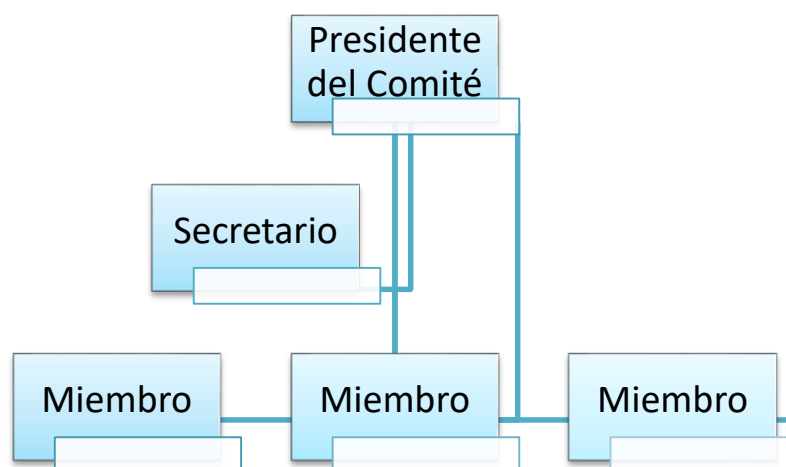 Presidente
del Comité
Secretario
Miembro
Miembro
Miembro